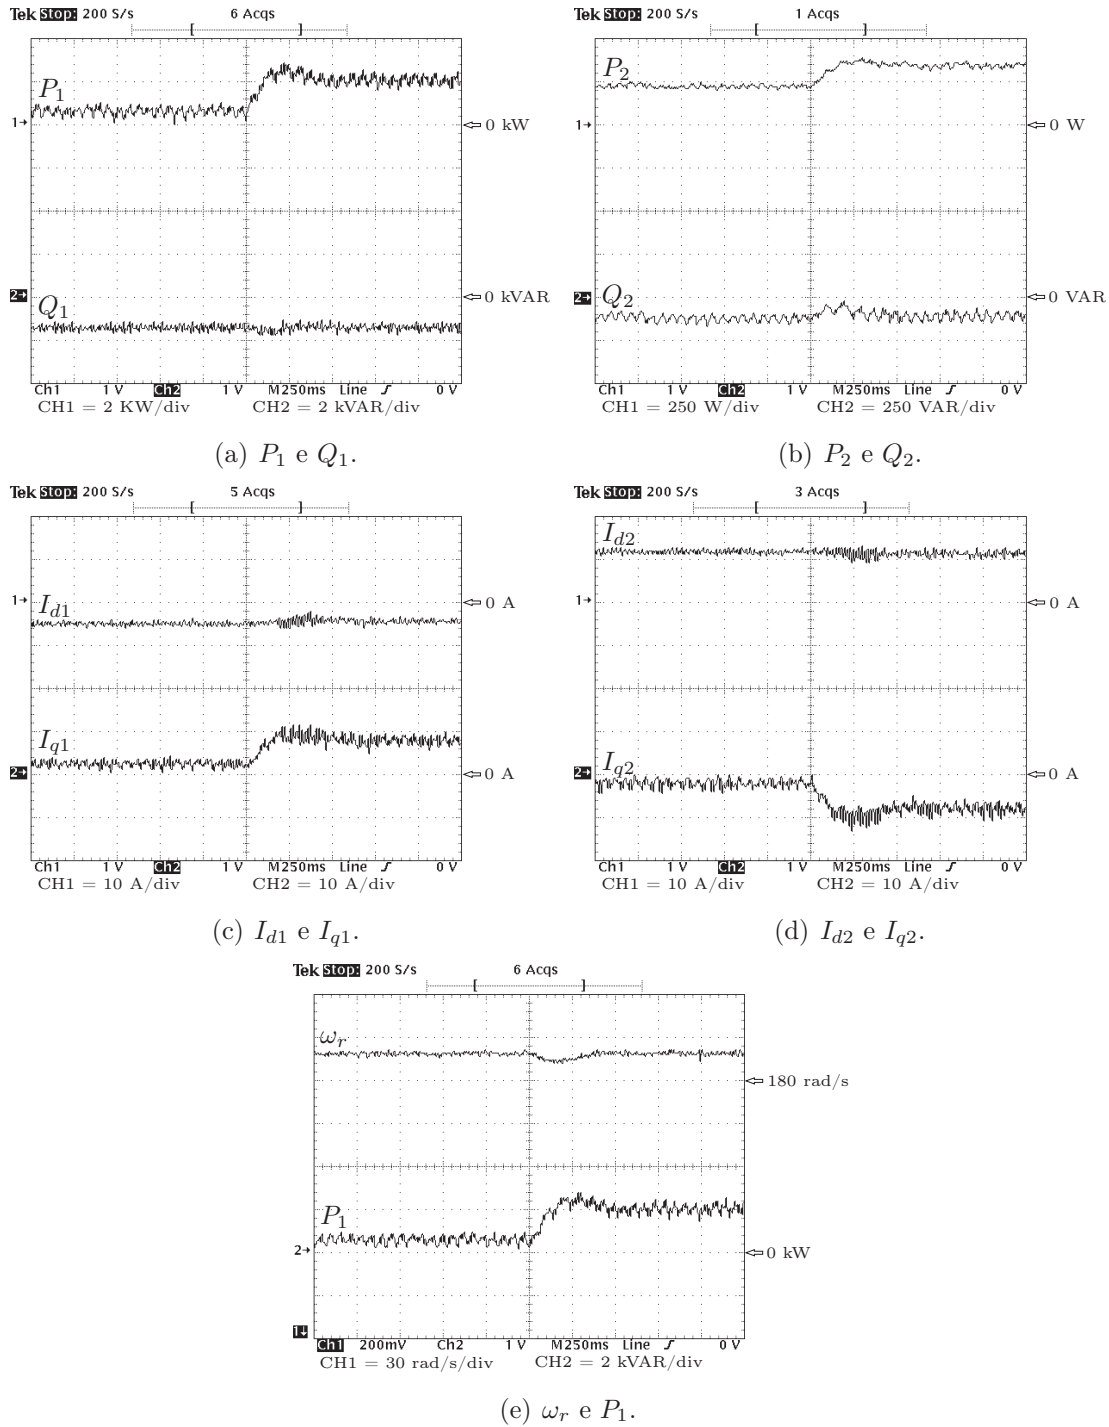 Tek Stop: 200 S/s 6 Acqs
P1
1→
0 kW
2→
0 kVAR
Q1
Ch1 1 V Ch2 1 V M250ms Line 0 V
CH1 = 2 KW/div CH2 = 2 kVAR/div
(a) P1 e Q1.
Tek Stop: 200 S/s 1 Acqs
P2
1→
0 W
2→
Q2
0 VAR
Ch1 1 V Ch2 1 V M250ms Line 0 V
CH1 = 250 W/div CH2 = 250 VAR/div
(b) P2 e Q2.
Tek Stop: 200 S/s 5 Acqs
1→
Id1
0 A
Iq1
2→
0 A
Ch1 1 V Ch2 1 V M250ms Line 0 V
CH1 = 10 A/div CH2 = 10 A/div
(c) Id1 e Iq1.
Tek Stop: 200 S/s 3 Acqs
Id2
1→
0 A
Iq2
2→
0 A
Ch1 1 V Ch2 1 V M250ms Line 0 V
CH1 = 10 A/div CH2 = 10 A/div
(d) Id2 e Iq2.
Tek Stop: 200 S/s 6 Acqs
ωr
180 rad/s
P1
2→
0 kW
1↓
Ch1 200mV Ch2 1 V M250ms Line 0 V
CH1 = 30 rad/s/div CH2 = 2 kVAR/div
(e) ωr e P1.